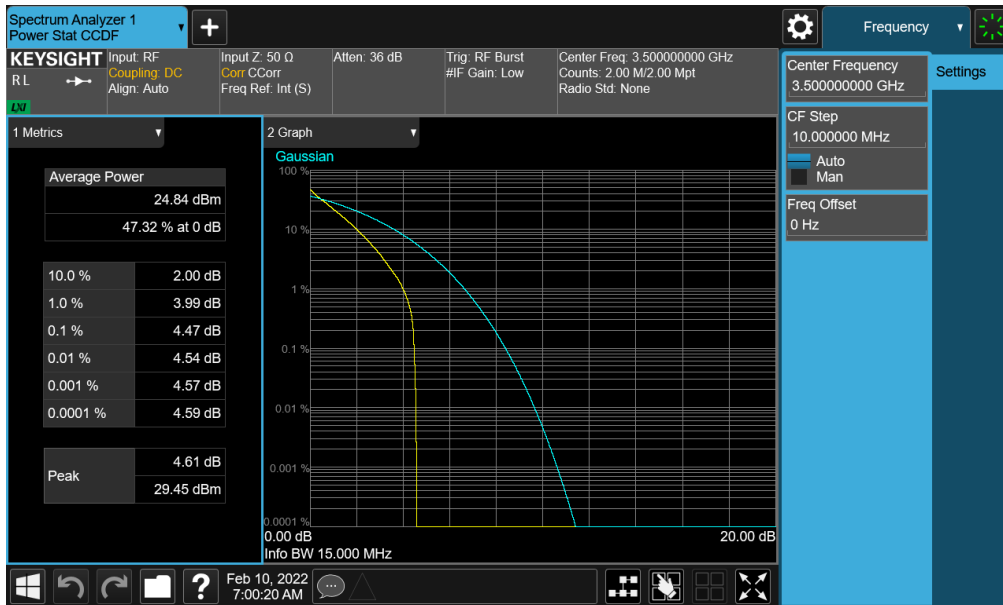 Spectrum Analyzer 1
Power Stat CCDF
+
Frequency
KEYSIGHT
R L
LXI
Input: RF
Coupling: DC
Align: Auto
Input Z: 50 Ω
Corr CCorr
Freq Ref: Int (S)
Atten: 36 dB
Trig: RF Burst
#IF Gain: Low
Center Freq: 3.500000000 GHz
Counts: 2.00 M/2.00 Mpt
Radio Std: None
Center Frequency
3.500000000 GHz
Settings
CF Step
10.000000 MHz
Auto
Man
Freq Offset
0 Hz
1 Metrics
Average Power
24.84 dBm
47.32 % at 0 dB
10.0 % 2.00 dB
1.0 % 3.99 dB
0.1 % 4.47 dB
0.01 % 4.54 dB
0.001 % 4.57 dB
0.0001 % 4.59 dB
Peak
4.61 dB
29.45 dBm
2 Graph
Gaussian
100 %
10 %
1 %
0.1 %
0.01 %
0.001 %
0.0001 %
0.00 dB 20.00 dB
Info BW 15.000 MHz
?
Feb 10, 2022
7:00:20 AM